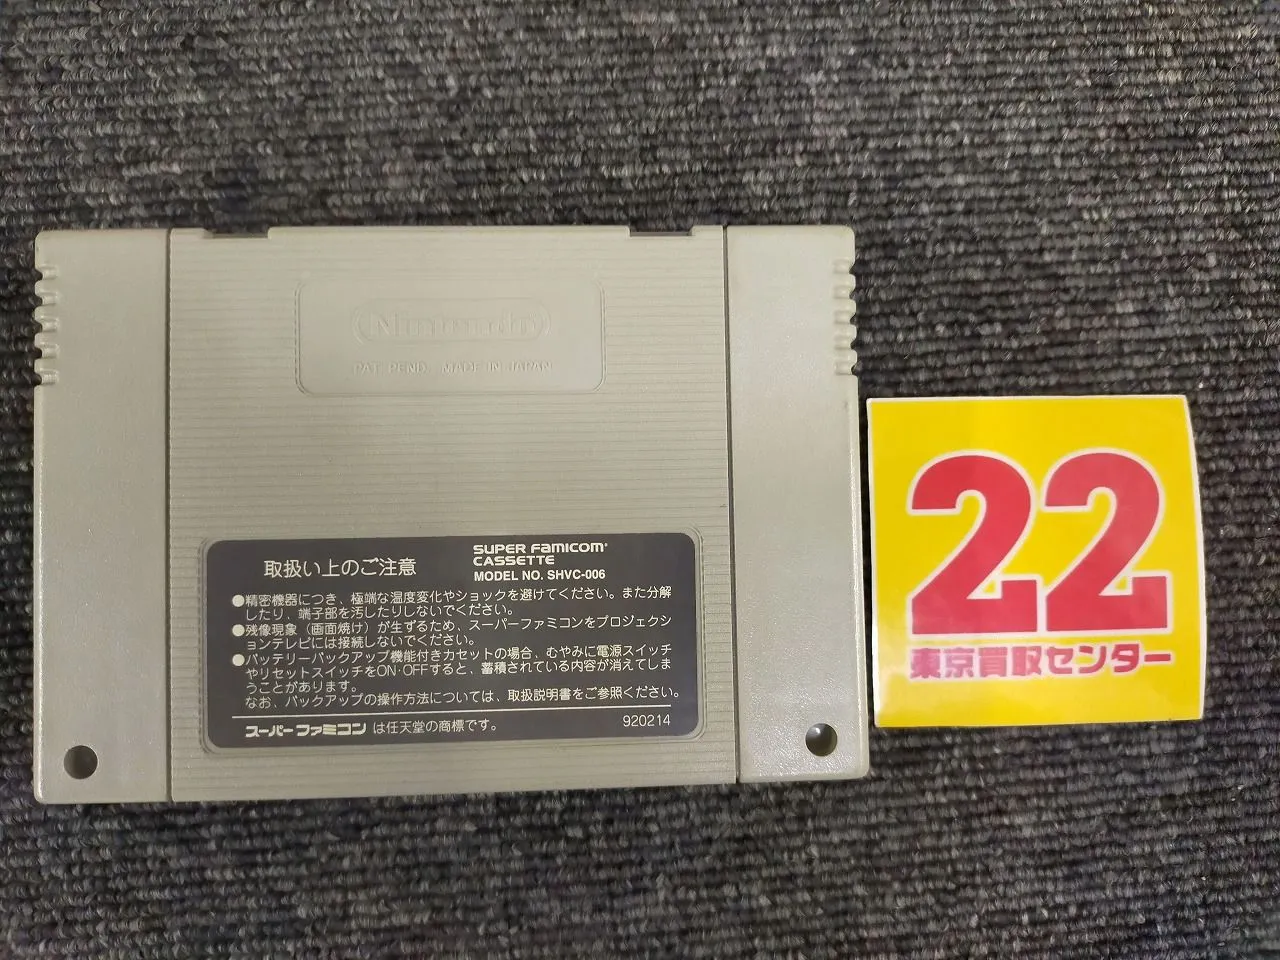 Nintendo
PAT. PEND. MADE IN JAPAN
取扱い上のご注意
SUPER FAMICOM
CASSETTE
MODEL NO. SHVC-006
●精密機器につき、極端な温度変化やショックを避けてください。また分解
したり、端子部を汚したりしないでください。
●残像現象（画面焼け）が生ずるため、スーパーファミコンをプロジェクシ
ョンテレビには接続しないでください。
●バッテリーバックアップ機能付きカセットの場合、むやみに電源スイッチ
やリセットスイッチをON·OFFすると、蓄積されている内容が消えてしま
うことがあります。
なお、バックアップの操作方法については、取扱説明書をご参照ください。
スーパーファミコン は任天堂の商標です。 920214
22
東京買取センター